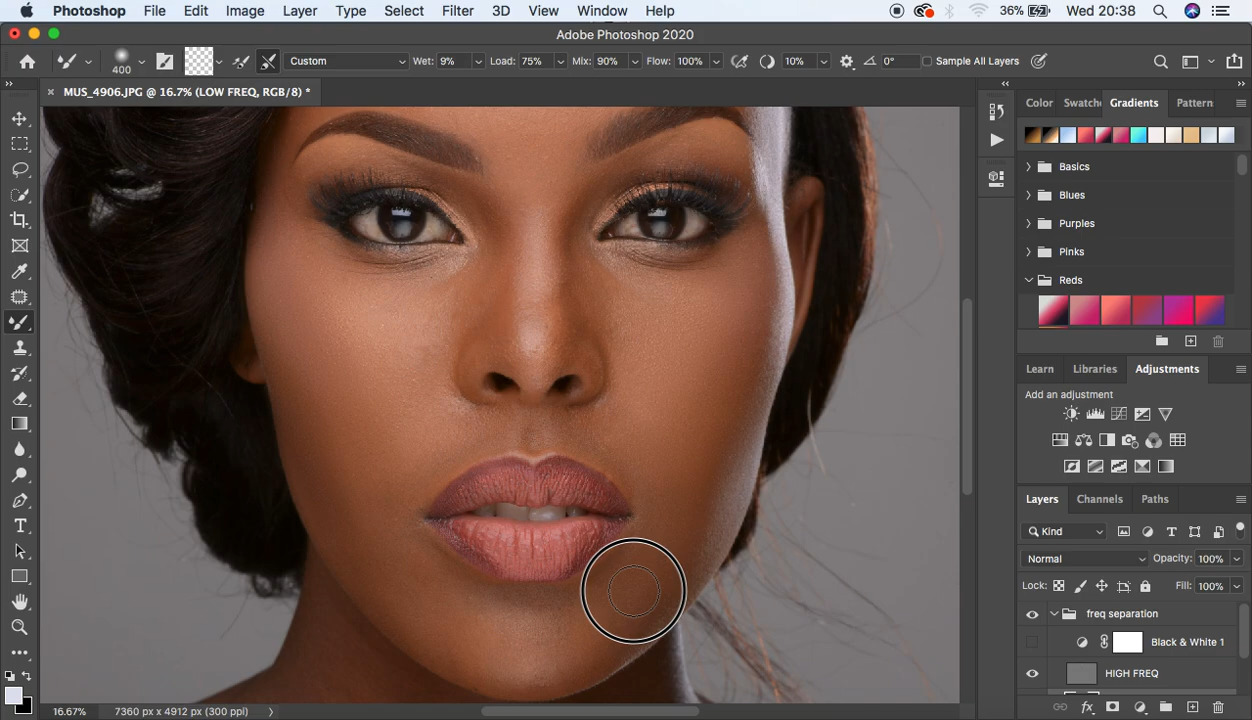 Photoshop File Edit Image Layer Type Select Filter 3D View Window Help 36% Wed 20:38
Adobe Photoshop 2020
400 Custom Wet: 9% Load: 75% Mix: 90% Flow: 100% 10% 0° Sample All Layers
MUS_4906.JPG @ 16.7% (LOW FREQ, RGB/8) *
Color Swatche Gradients Pattern
Basics
Blues
Purples
Pinks
Reds
Learn Libraries Adjustments
Add an adjustment
Layers Channels Paths
Kind
Normal Opacity: 100%
Lock: Fill: 100%
freq separation
Black & White 1
HIGH FREQ
16.67% 7360 px x 4912 px (300 ppi)